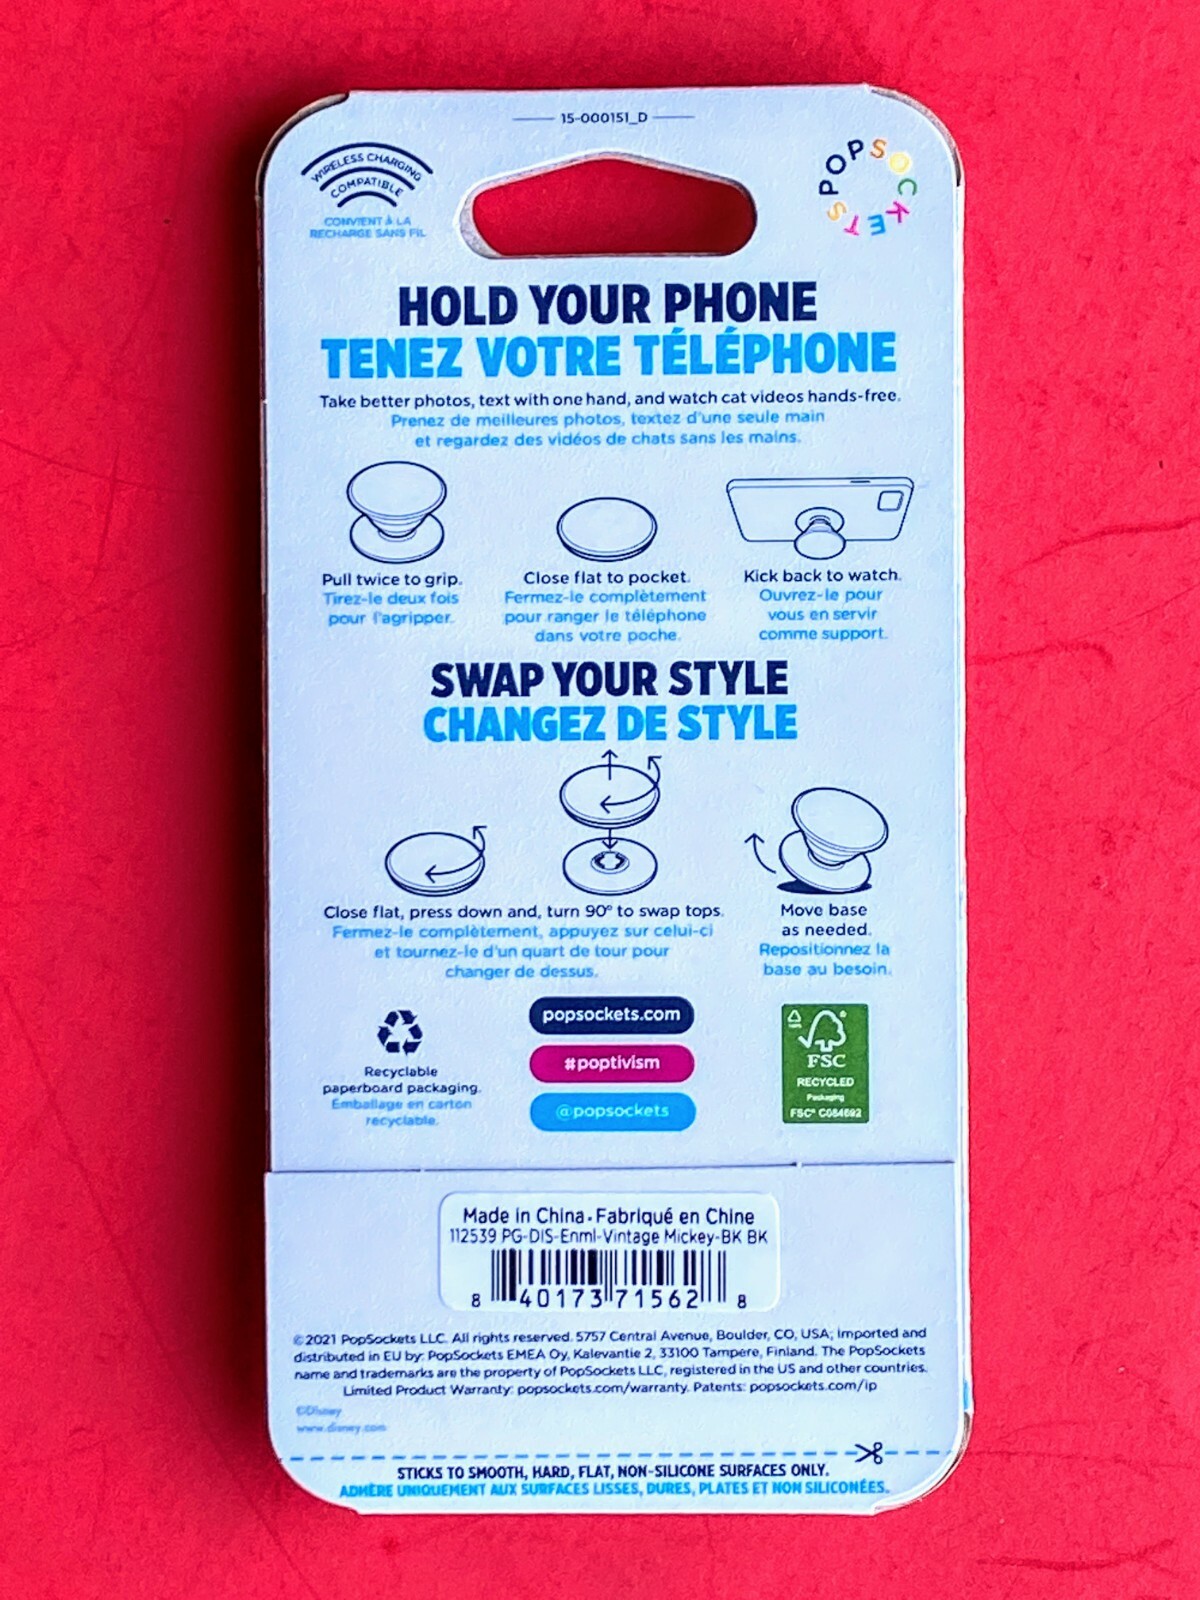 15-000151_D
WIRELESS CHARGING
COMPATIBLE
CONVIENT À LA
RECHARGE SANS FIL
POPSOCKETS
HOLD YOUR PHONE
TENEZ VOTRE TÉLÉPHONE
Take better photos, text with one hand, and watch cat videos hands-free.
Prenez de meilleures photos, textez d'une seule main
et regardez des vidéos de chats sans les mains.
Pull twice to grip.
Tirez-le deux fois
pour l'agripper.
Close flat to pocket.
Fermez-le complètement
pour ranger le téléphone
dans votre poche.
Kick back to watch.
Ouvrez-le pour
vous en servir
comme support.
SWAP YOUR STYLE
CHANGEZ DE STYLE
Close flat, press down and, turn 90° to swap tops.
Fermez-le complètement, appuyez sur celui-ci
et tournez-le d'un quart de tour pour
changer de dessus.
Move base
as needed.
Repositionnez la
base au besoin.
Recyclable
paperboard packaging.
Emballage en carton
recyclable.
popsockets.com
#poptivism
@popsockets
FSC
RECYCLED
Packaging
FSC® C084692
Made in China • Fabriqué en Chine
112539 PG-DIS-Enml-Vintage Mickey-BK BK
8 40173 71562 8
©2021 PopSockets LLC. All rights reserved. 5757 Central Avenue, Boulder, CO, USA; Imported and
distributed in EU by: PopSockets EMEA Oy, Kalevantie 2, 33100 Tampere, Finland. The PopSockets
name and trademarks are the property of PopSockets LLC, registered in the US and other countries.
Limited Product Warranty: popsockets.com/warranty. Patents: popsockets.com/ip
©Disney
www.disney.com
STICKS TO SMOOTH, HARD, FLAT, NON-SILICONE SURFACES ONLY.
ADHÈRE UNIQUEMENT AUX SURFACES LISSES, DURES, PLATES ET NON SILICONÉES.